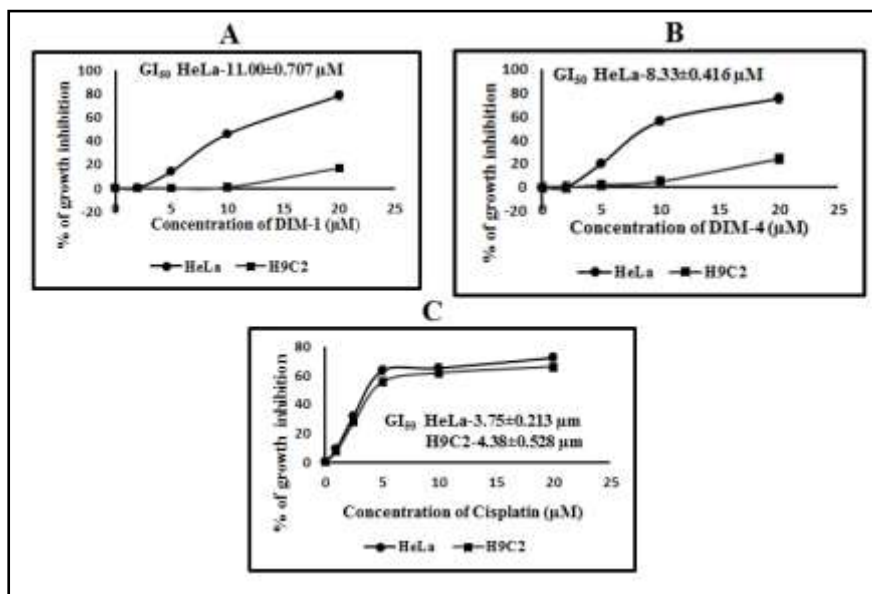 A
GI₅₀ HeLa-11.00±0.707 µM
% of growth inhibition
100
80
60
40
20
0
-20
0
5
10
15
20
25
Concentration of DIM-1 (µM)
HeLa
H9C2
B
GI₅₀ HeLa-8.33±0.416 µM
% of growth inhibition
100
80
60
40
20
0
-20
0
5
10
15
20
25
Concentration of DIM-4 (µM)
HeLa
H9C2
C
% of growth inhibition
80
60
40
20
0
0
5
10
15
20
25
GI₅₀ HeLa-3.75±0.213 µm
H9C2-4.38±0.528 µm
Concentration of Cisplatin (µM)
HeLa
H9C2